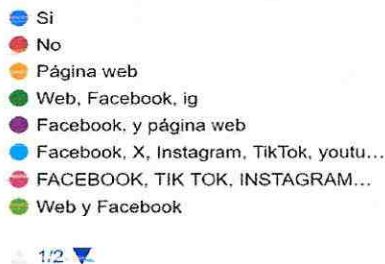 Si
No
Página web
Web, Facebook, ig
Facebook, y página web
Facebook, X, Instagram, TikTok, youtu...
FACEBOOK, TIK TOK, INSTAGRAM...
Web y Facebook
1/2